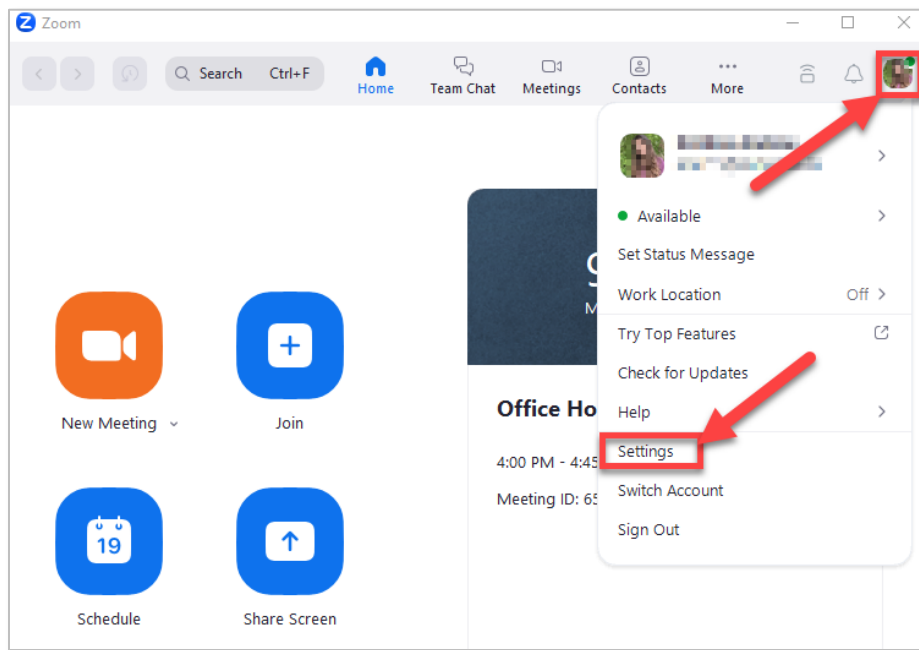 Zoom
Search Ctrl+F
Home
Team Chat
Meetings
Contacts
More
Available
Set Status Message
Work Location Off
Try Top Features
Check for Updates
Help
Settings
Switch Account
Sign Out
New Meeting
Join
19
Schedule
Share Screen
Office Ho
4:00 PM - 4:45
Meeting ID: 65